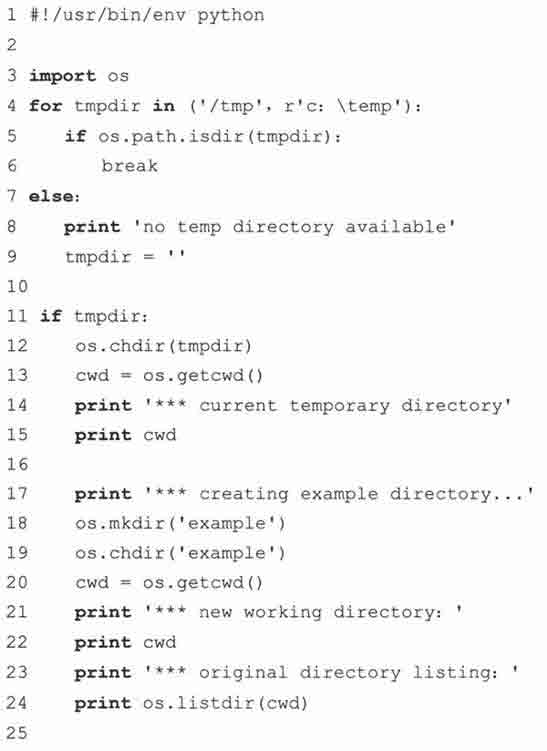 1 #!/usr/bin/env python
2
3 import os
4 for tmpdir in ('/tmp', r'c: \temp'):
5    if os.path.isdir(tmpdir):
6       break
7 else:
8    print 'no temp directory available'
9    tmpdir = ''
10
11 if tmpdir:
12    os.chdir(tmpdir)
13    cwd = os.getcwd()
14    print '*** current temporary directory'
15    print cwd
16
17    print '*** creating example directory...'
18    os.mkdir('example')
19    os.chdir('example')
20    cwd = os.getcwd()
21    print '*** new working directory: '
22    print cwd
23    print '*** original directory listing: '
24    print os.listdir(cwd)
25